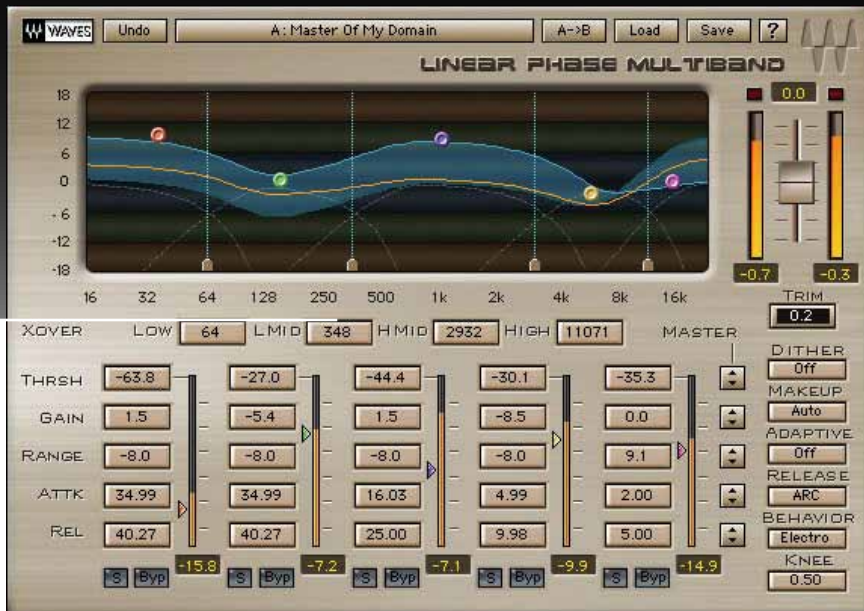 WAVES Undo A: Master Of My Domain A->B Load Save ?
LINEAR PHASE MULTIBAND
18
12
6
0
-6
-12
-18
0.0
-0.7 -0.3
16 32 64 128 250 500 1k 2k 4k 8k 16k
TRIM
0.2
XOVER LOW 64 LMID 348 HMID 2932 HIGH 11071 MASTER
THRSH -63.8 -27.0 -44.4 -30.1 -35.3
GAIN 1.5 -5.4 1.5 -8.5 0.0
RANGE -8.0 -8.0 -8.0 -8.0 9.1
ATTK 34.99 34.99 16.03 4.99 2.00
REL 40.27 40.27 25.00 9.98 5.00
-15.8 -7.2 -7.1 -9.9 -14.9
S Byp S Byp S Byp S Byp S Byp
DITHER
Off
MAKEUP
Auto
ADAPTIVE
Off
RELEASE
ARC
BEHAVIOR
Electro
KNEE
0.50